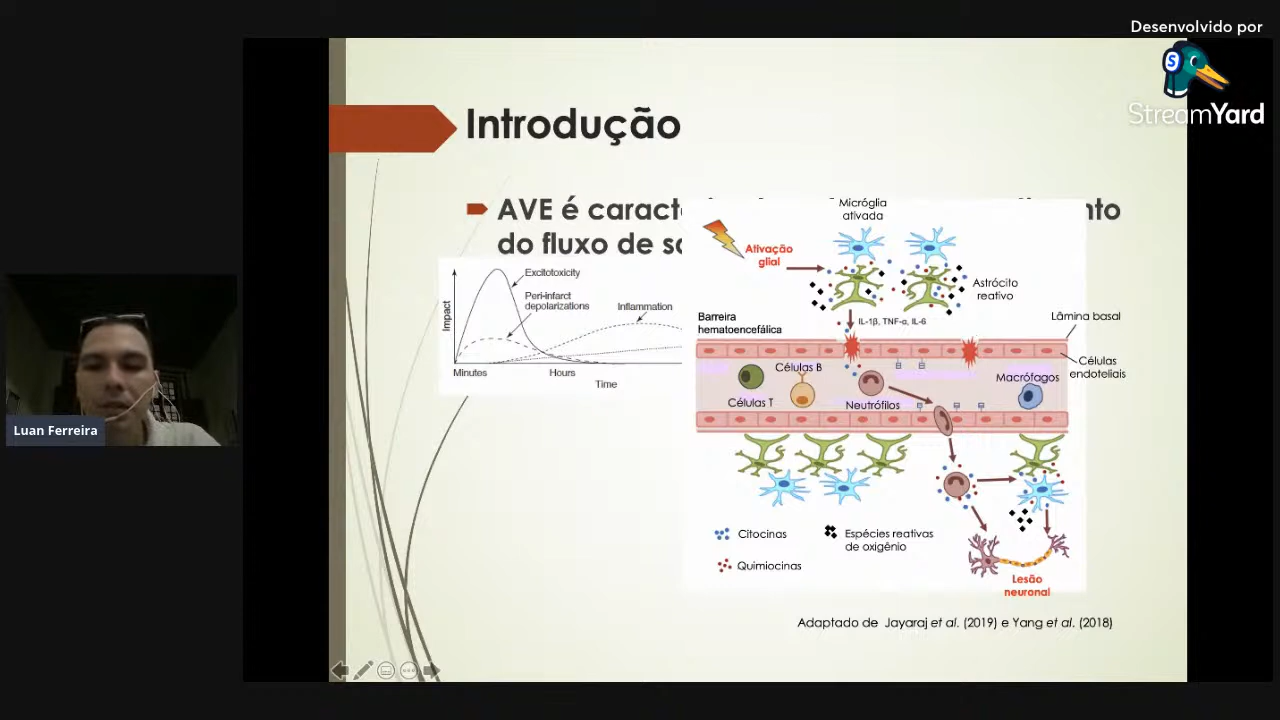 Desenvolvido por
StreamYard
Introdução
AVE é
do fluxo de
Excitotoxicity
Peri-infarct
depolarizations
Inflammation
Impact
Minutes
Hours
Time
Micróglia
ativada
Ativação
glial
Astrócito
reativo
IL-1β, TNF-α, IL-6
Barreira
hematoencefálica
Lâmina basal
Células
endoteliais
Células B
Células T
Neutrófilos
Macrófagos
Citocinas
Espécies reativas
de oxigênio
Quimiocinas
Lesão
neuronal
Adaptado de Jayaraj et al. (2019) e Yang et al. (2018)
Luan Ferreira